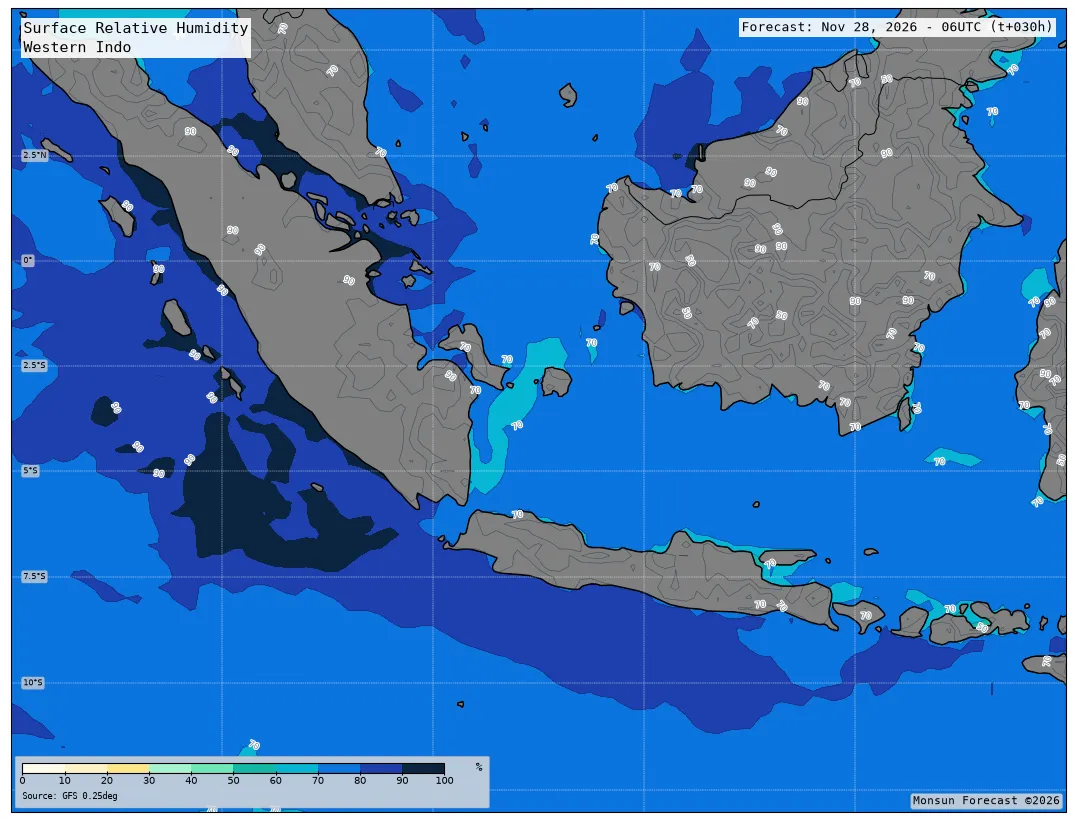 Surface Relative Humidity
Western Indo
Forecast: Nov 28, 2026 - 06UTC (t+030h)
2.5°N
0°
2.5°S
5°S
7.5°S
10°S
%
0 10 20 30 40 50 60 70 80 90 100
Source: GFS 0.25deg
Monsun Forecast ©2026